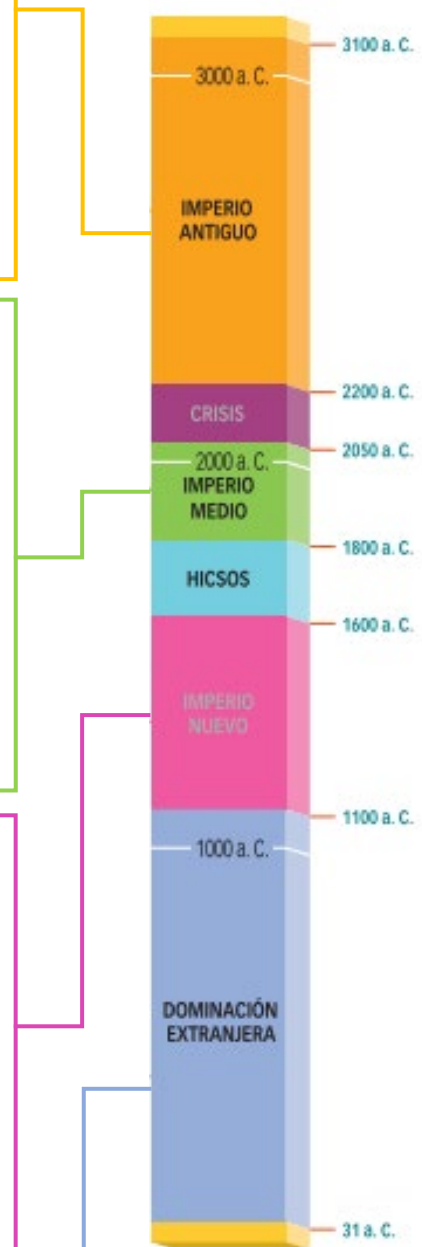 3100 a. C.
3000 a. C.
IMPERIO
ANTIGUO
2200 a. C.
CRISIS
2050 a. C.
2000 a. C.
IMPERIO
MEDIO
1800 a. C.
HICSOS
1600 a. C.
IMPERIO
NUEVO
1100 a. C.
1000 a. C.
DOMINACIÓN
EXTRANJERA
31 a. C.